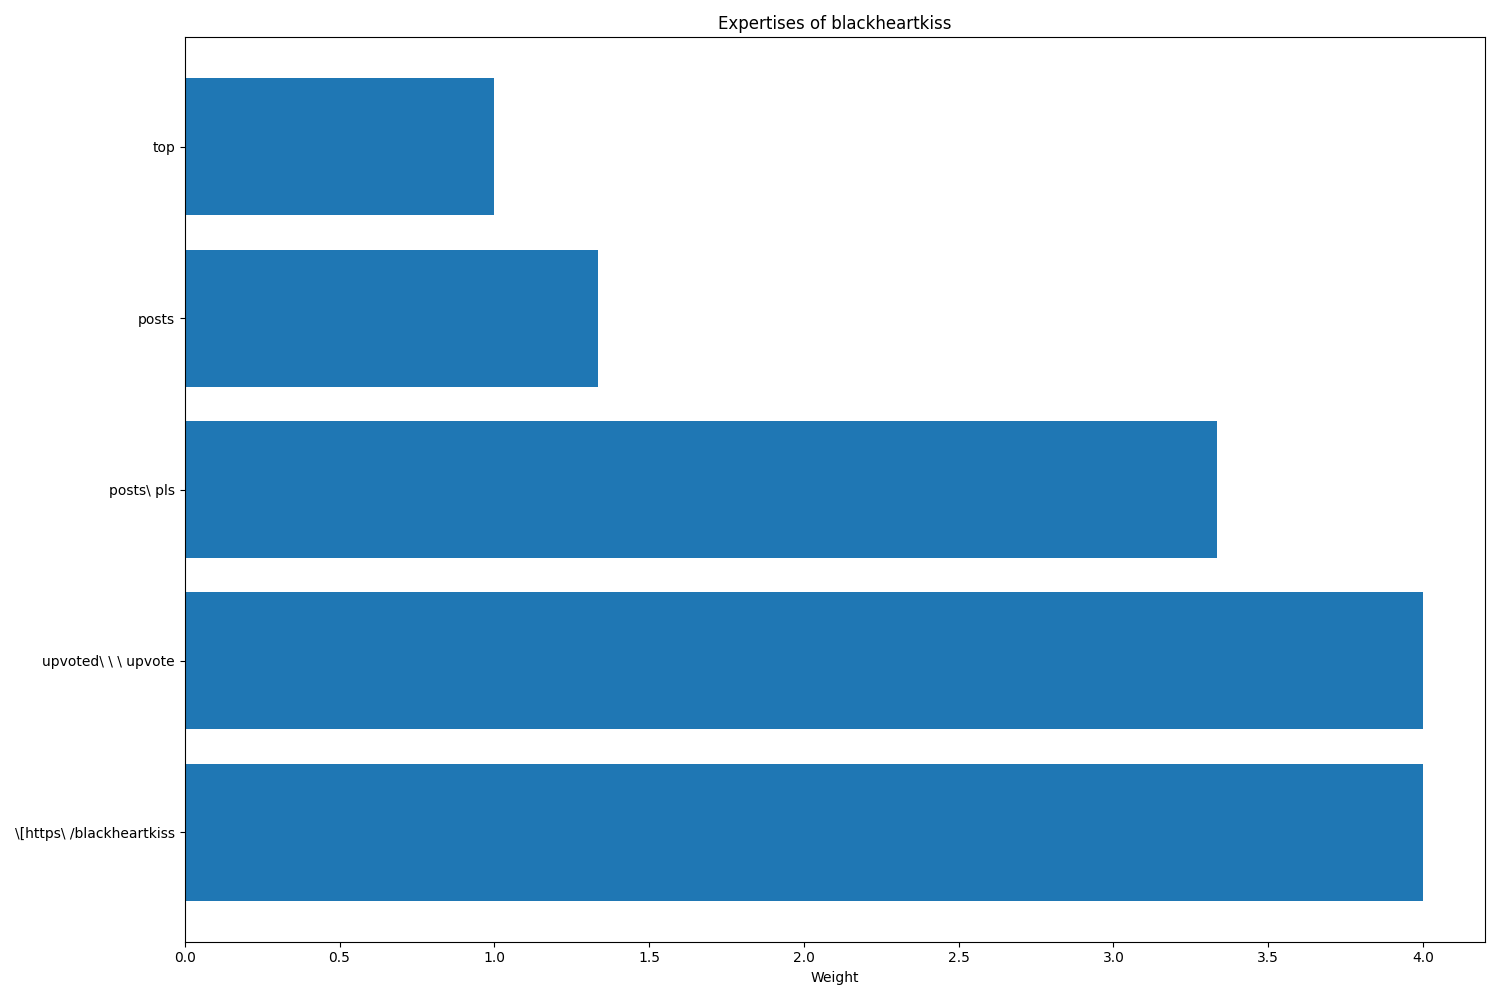 Expertises of blackheartkiss
top
posts
posts\ pls
upvoted\ \ \ upvote
\[https\ /blackheartkiss
0.0 0.5 1.0 1.5 2.0 2.5 3.0 3.5 4.0
Weight